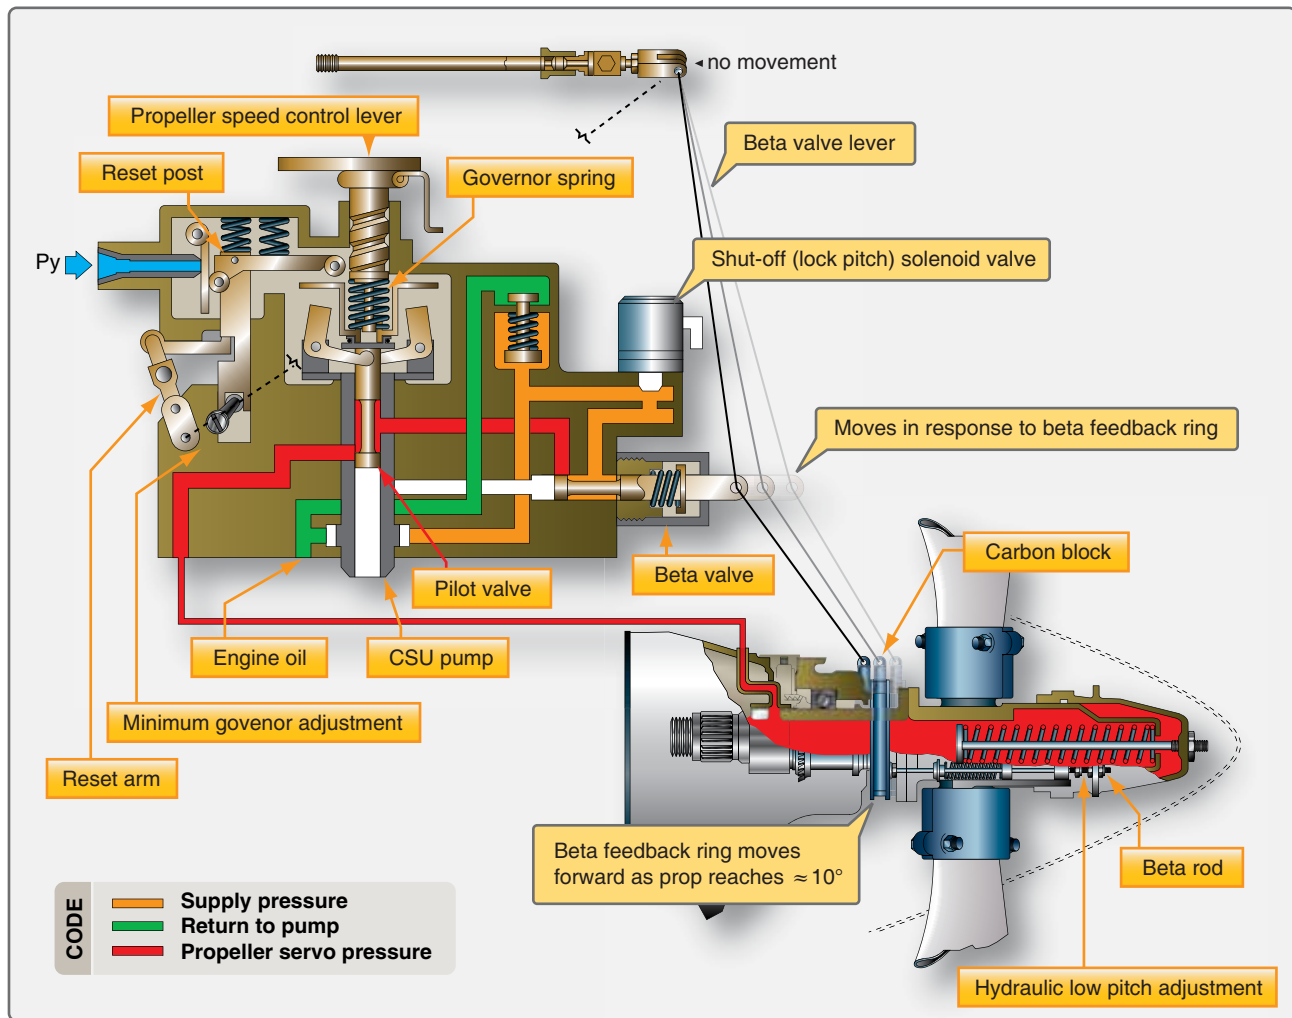 no movement
Propeller speed control lever
Beta valve lever
Reset post
Governor spring
Shut-off (lock pitch) solenoid valve
Py
Moves in response to beta feedback ring
Carbon block
Beta valve
Pilot valve
Engine oil
CSU pump
Minimum govenor adjustment
Reset arm
Beta feedback ring moves
forward as prop reaches ≈10°
Beta rod
Hydraulic low pitch adjustment
CODE
Supply pressure
Return to pump
Propeller servo pressure